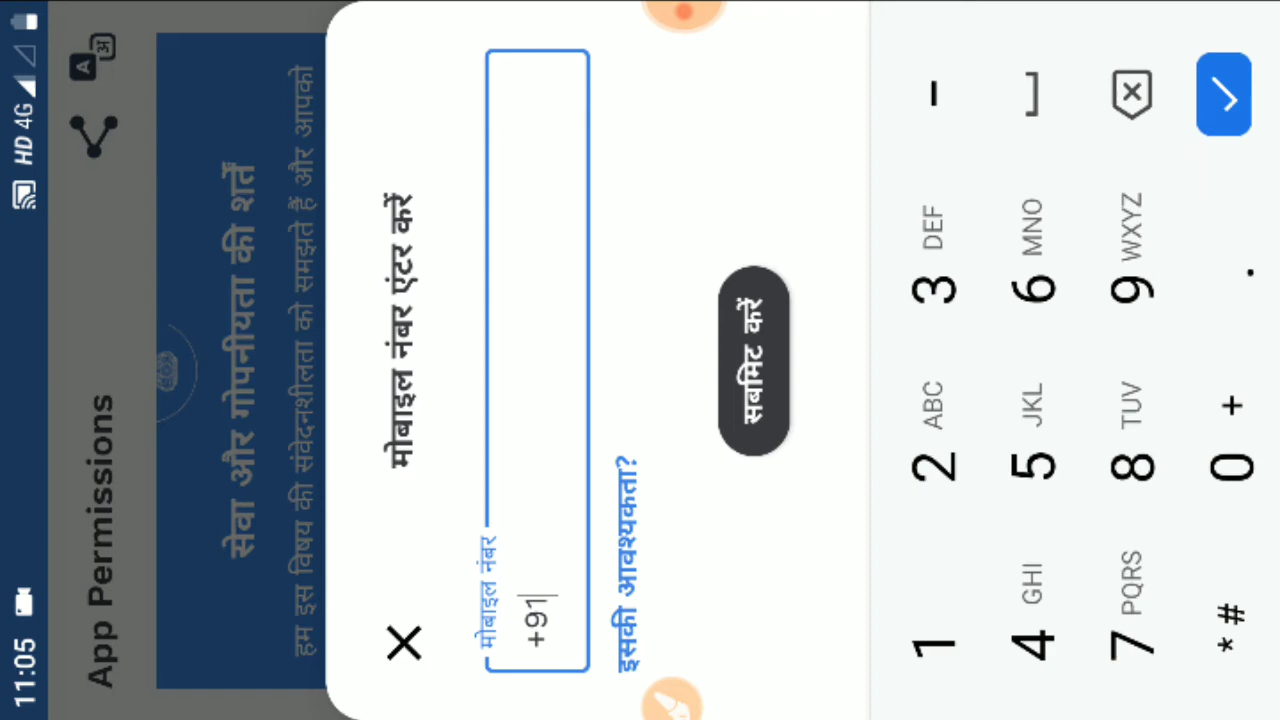 11:05 HD 4G
App Permissions
सेवा और गोपनीयता की शर्तें
हम इस विषय की संवेदनशीलता को समझते हैं और आपको
मोबाइल नंबर एंटर करें
मोबाइल नंबर
+91
इसकी आवश्यकता?
सबमिट करें
1 2 ABC 3 DEF -
4 GHI 5 JKL 6 MNO
7 PQRS 8 TUV 9 WXYZ
* # 0 + .